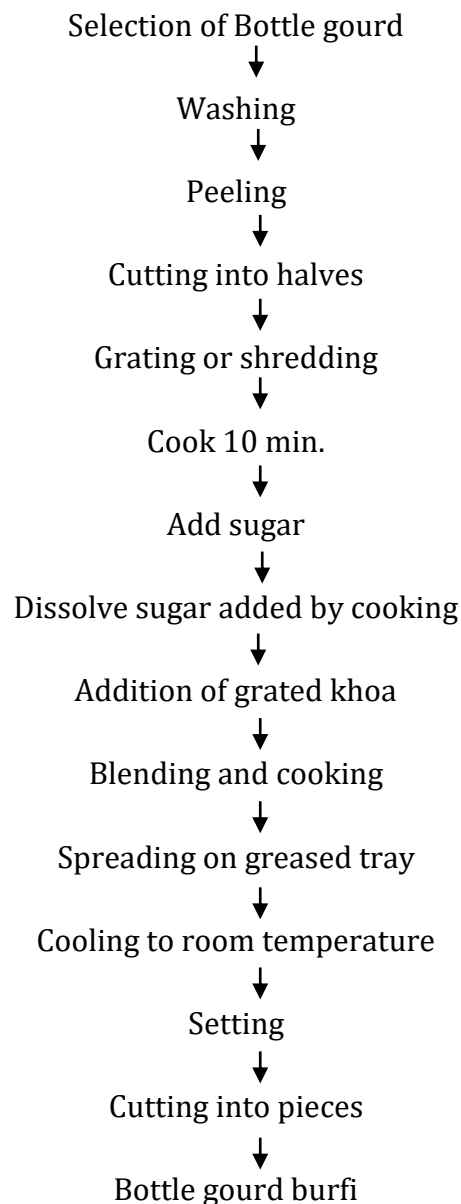 Selection of Bottle gourd
Washing
Peeling
Cutting into halves
Grating or shredding
Cook 10 min.
Add sugar
Dissolve sugar added by cooking
Addition of grated khoa
Blending and cooking
Spreading on greased tray
Cooling to room temperature
Setting
Cutting into pieces
Bottle gourd burfi